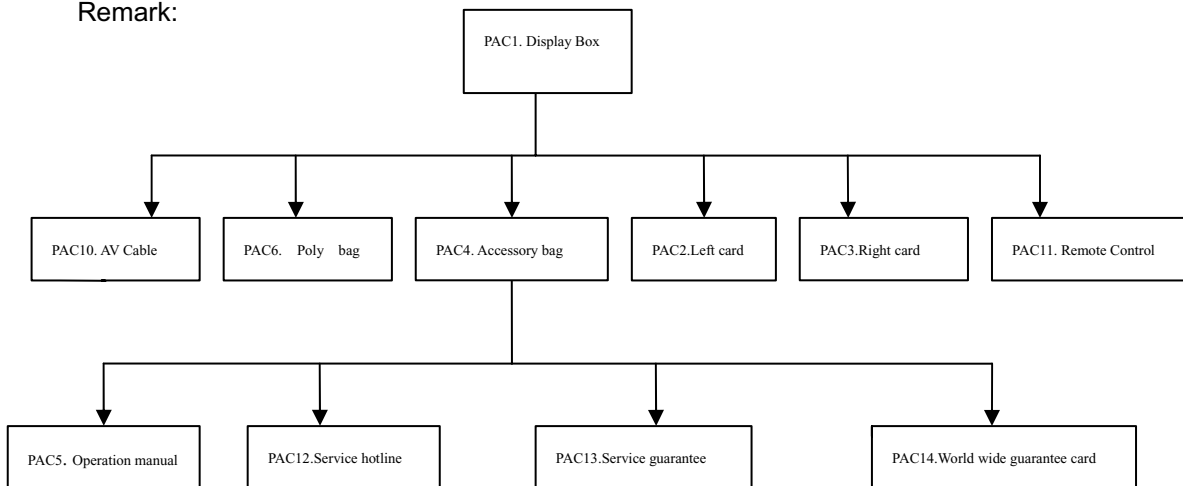 Remark:
PAC1. Display Box
PAC10. AV Cable
PAC6. Poly bag
PAC4. Accessory bag
PAC2.Left card
PAC3.Right card
PAC11. Remote Control
PAC5. Operation manual
PAC12.Service hotline
PAC13.Service guarantee
PAC14.World wide guarantee card